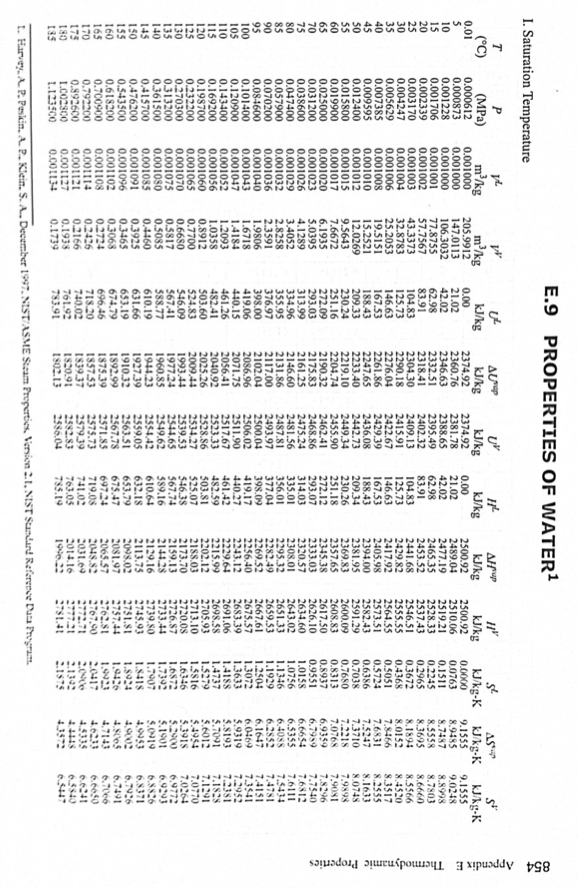 854 Appendix E Thermodynamic Properties
E.9 PROPERTIES OF WATER¹
I. Saturation Temperature
T P Vᴸ Vⱽ Uᴸ ΔUᵛᵃᵖ Uⱽ Hᴸ ΔHᵛᵃᵖ Hⱽ Sᴸ ΔSᵛᵃᵖ Sⱽ
(°C) (MPa) m³/kg m³/kg kJ/kg kJ/kg kJ/kg kJ/kg kJ/kg kJ/kg kJ/kg-K kJ/kg-K kJ/kg-K
0.01 0.000612 0.001000 205.9912 0.00 2374.92 2374.92 0.00 2500.92 2500.92 0.0000 9.1555 9.1555
5 0.000873 0.001000 147.0113 21.02 2360.76 2381.78 21.02 2489.04 2510.06 0.0763 8.9485 9.0248
10 0.001228 0.001000 106.3032 42.02 2346.63 2388.65 42.02 2477.19 2519.21 0.1511 8.7487 8.8998
15 0.001706 0.001001 77.8755 62.98 2332.51 2395.49 62.98 2465.35 2528.33 0.2245 8.5558 8.7803
20 0.002339 0.001002 57.7567 83.91 2318.41 2402.32 83.91 2453.52 2537.43 0.2965 8.3695 8.6660
25 0.003170 0.001003 43.3373 104.83 2304.30 2409.13 104.83 2441.68 2546.51 0.3672 8.1894 8.5566
30 0.004247 0.001004 32.8783 125.73 2290.18 2415.91 125.73 2429.82 2555.55 0.4368 8.0152 8.4520
35 0.005629 0.001006 25.2053 146.63 2276.04 2422.67 146.63 2417.92 2564.55 0.5051 7.8466 8.3517
40 0.007385 0.001008 19.5151 167.53 2261.86 2429.39 167.53 2405.98 2573.51 0.5724 7.6831 8.2555
45 0.009595 0.001010 15.2521 188.43 2247.65 2436.08 188.43 2394.00 2582.43 0.6386 7.5247 8.1633
50 0.012400 0.001012 12.0269 209.33 2233.40 2442.73 209.34 2381.95 2591.29 0.7038 7.3710 8.0748
55 0.015800 0.001015 9.5643 230.24 2219.10 2449.34 230.26 2369.83 2600.09 0.7680 7.2218 7.9898
60 0.019900 0.001017 7.6672 251.16 2204.74 2455.90 251.18 2357.65 2608.83 0.8313 7.0768 7.9081
65 0.025000 0.001020 6.1935 272.09 2190.32 2462.41 272.12 2345.38 2617.50 0.8937 6.9359 7.8296
70 0.031200 0.001023 5.0395 293.03 2175.83 2468.86 293.07 2333.03 2626.10 0.9551 6.7989 7.7540
75 0.038600 0.001026 4.1289 313.99 2161.25 2475.24 314.03 2320.57 2634.60 1.0158 6.6654 7.6812
80 0.047400 0.001029 3.4052 334.96 2146.60 2481.56 335.01 2308.01 2643.02 1.0756 6.5355 7.6111
85 0.057900 0.001032 2.8258 355.95 2131.86 2487.81 356.01 2295.32 2651.33 1.1346 6.4088 7.5434
90 0.070200 0.001036 2.3591 376.97 2117.00 2493.97 377.04 2282.49 2659.53 1.1929 6.2852 7.4781
95 0.084600 0.001040 1.9806 398.00 2102.04 2500.04 398.09 2269.52 2667.61 1.2504 6.1647 7.4151
100 0.101400 0.001043 1.6718 419.06 2086.96 2506.02 419.17 2256.40 2675.57 1.3072 6.0469 7.3541
105 0.120900 0.001047 1.4184 440.15 2071.75 2511.90 440.27 2243.12 2683.39 1.3633 5.9319 7.2952
110 0.143400 0.001052 1.2093 461.26 2056.41 2517.67 461.42 2229.64 2691.06 1.4188 5.8193 7.2381
115 0.169200 0.001056 1.0358 482.41 2040.92 2523.33 482.59 2215.99 2698.58 1.4737 5.7091 7.1828
120 0.198700 0.001060 0.8912 503.60 2025.26 2528.86 503.81 2202.12 2705.93 1.5279 5.6012 7.1291
125 0.232200 0.001065 0.7700 524.83 2009.44 2534.27 525.07 2188.03 2713.10 1.5816 5.4954 7.0770
130 0.270300 0.001070 0.6680 546.09 1993.44 2539.53 546.38 2173.70 2720.08 1.6346 5.3918 7.0264
135 0.313200 0.001075 0.5817 567.41 1977.24 2544.65 567.74 2159.13 2726.87 1.6872 5.2900 6.9772
140 0.361500 0.001080 0.5085 588.77 1960.85 2549.62 589.16 2144.28 2733.44 1.7392 5.1901 6.9293
145 0.415700 0.001085 0.4460 610.19 1944.23 2554.42 610.64 2129.16 2739.80 1.7907 5.0919 6.8826
150 0.476200 0.001091 0.3925 631.66 1927.39 2559.05 632.18 2113.75 2745.93 1.8418 4.9953 6.8371
155 0.543500 0.001096 0.3465 653.19 1910.32 2563.51 653.79 2098.02 2751.81 1.8924 4.9002 6.7926
160 0.618200 0.001102 0.3068 674.79 1892.99 2567.78 675.47 2081.97 2757.44 1.9426 4.8065 6.7491
165 0.700900 0.001108 0.2724 696.46 1875.39 2571.85 697.24 2065.57 2762.81 1.9923 4.7143 6.7066
170 0.792200 0.001114 0.2426 718.20 1857.53 2575.73 719.08 2048.82 2767.90 2.0417 4.6233 6.6650
175 0.892600 0.001121 0.2166 740.02 1839.37 2579.39 741.02 2031.69 2772.71 2.0906 4.5335 6.6241
180 1.002800 0.001127 0.1938 761.92 1820.91 2582.83 763.05 2014.16 2777.21 2.1392 4.4448 6.5840
185 1.123500 0.001134 0.1739 783.91 1802.13 2586.04 785.19 1996.22 2781.41 2.1875 4.3572 6.5447
1. Harvey, A. P. Peskin, A. P., Klein, S. A., December 1997, NIST/ASME Steam Properties, Version 2.1, NIST Standard Reference Data Program.